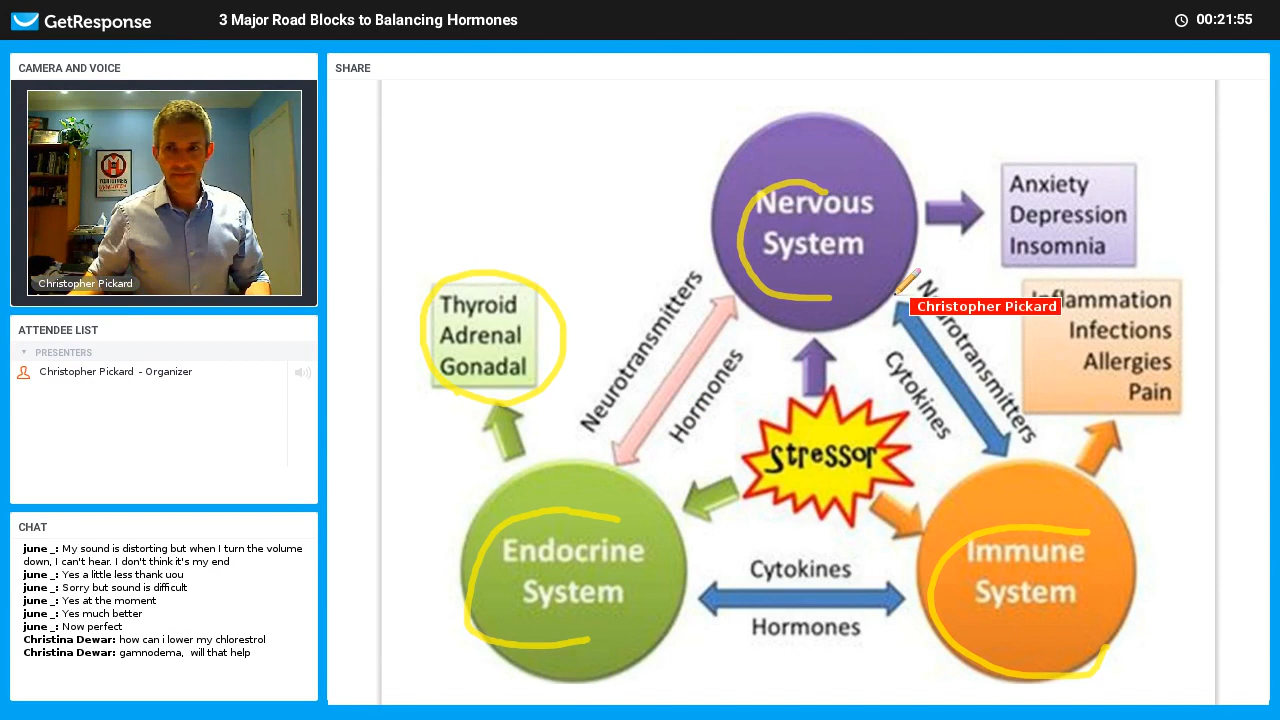 GetResponse
3 Major Road Blocks to Balancing Hormones
00:21:55
CAMERA AND VOICE
Christopher Pickard
ATTENDEE LIST
PRESENTERS
Christopher Pickard - Organizer
CHAT
june _: My sound is distorting but when I turn the volume
down, I can't hear. I don't think it's my end
june _: Yes a little less thank uou
june _: Sorry but sound is difficult
june _: Yes at the moment
june _: Yes much better
june _: Now perfect
Christina Dewar: how can i lower my chlorestrol
Christina Dewar: gamnodema, will that help
SHARE
Nervous
System
Anxiety
Depression
Insomnia
Thyroid
Adrenal
Gonadal
Neurotransmitters
Hormones
Neurotransmitters
Cytokines
Christopher Pickard
Inflammation
Infections
Allergies
Pain
Stressor
Endocrine
System
Cytokines
Hormones
Immune
System